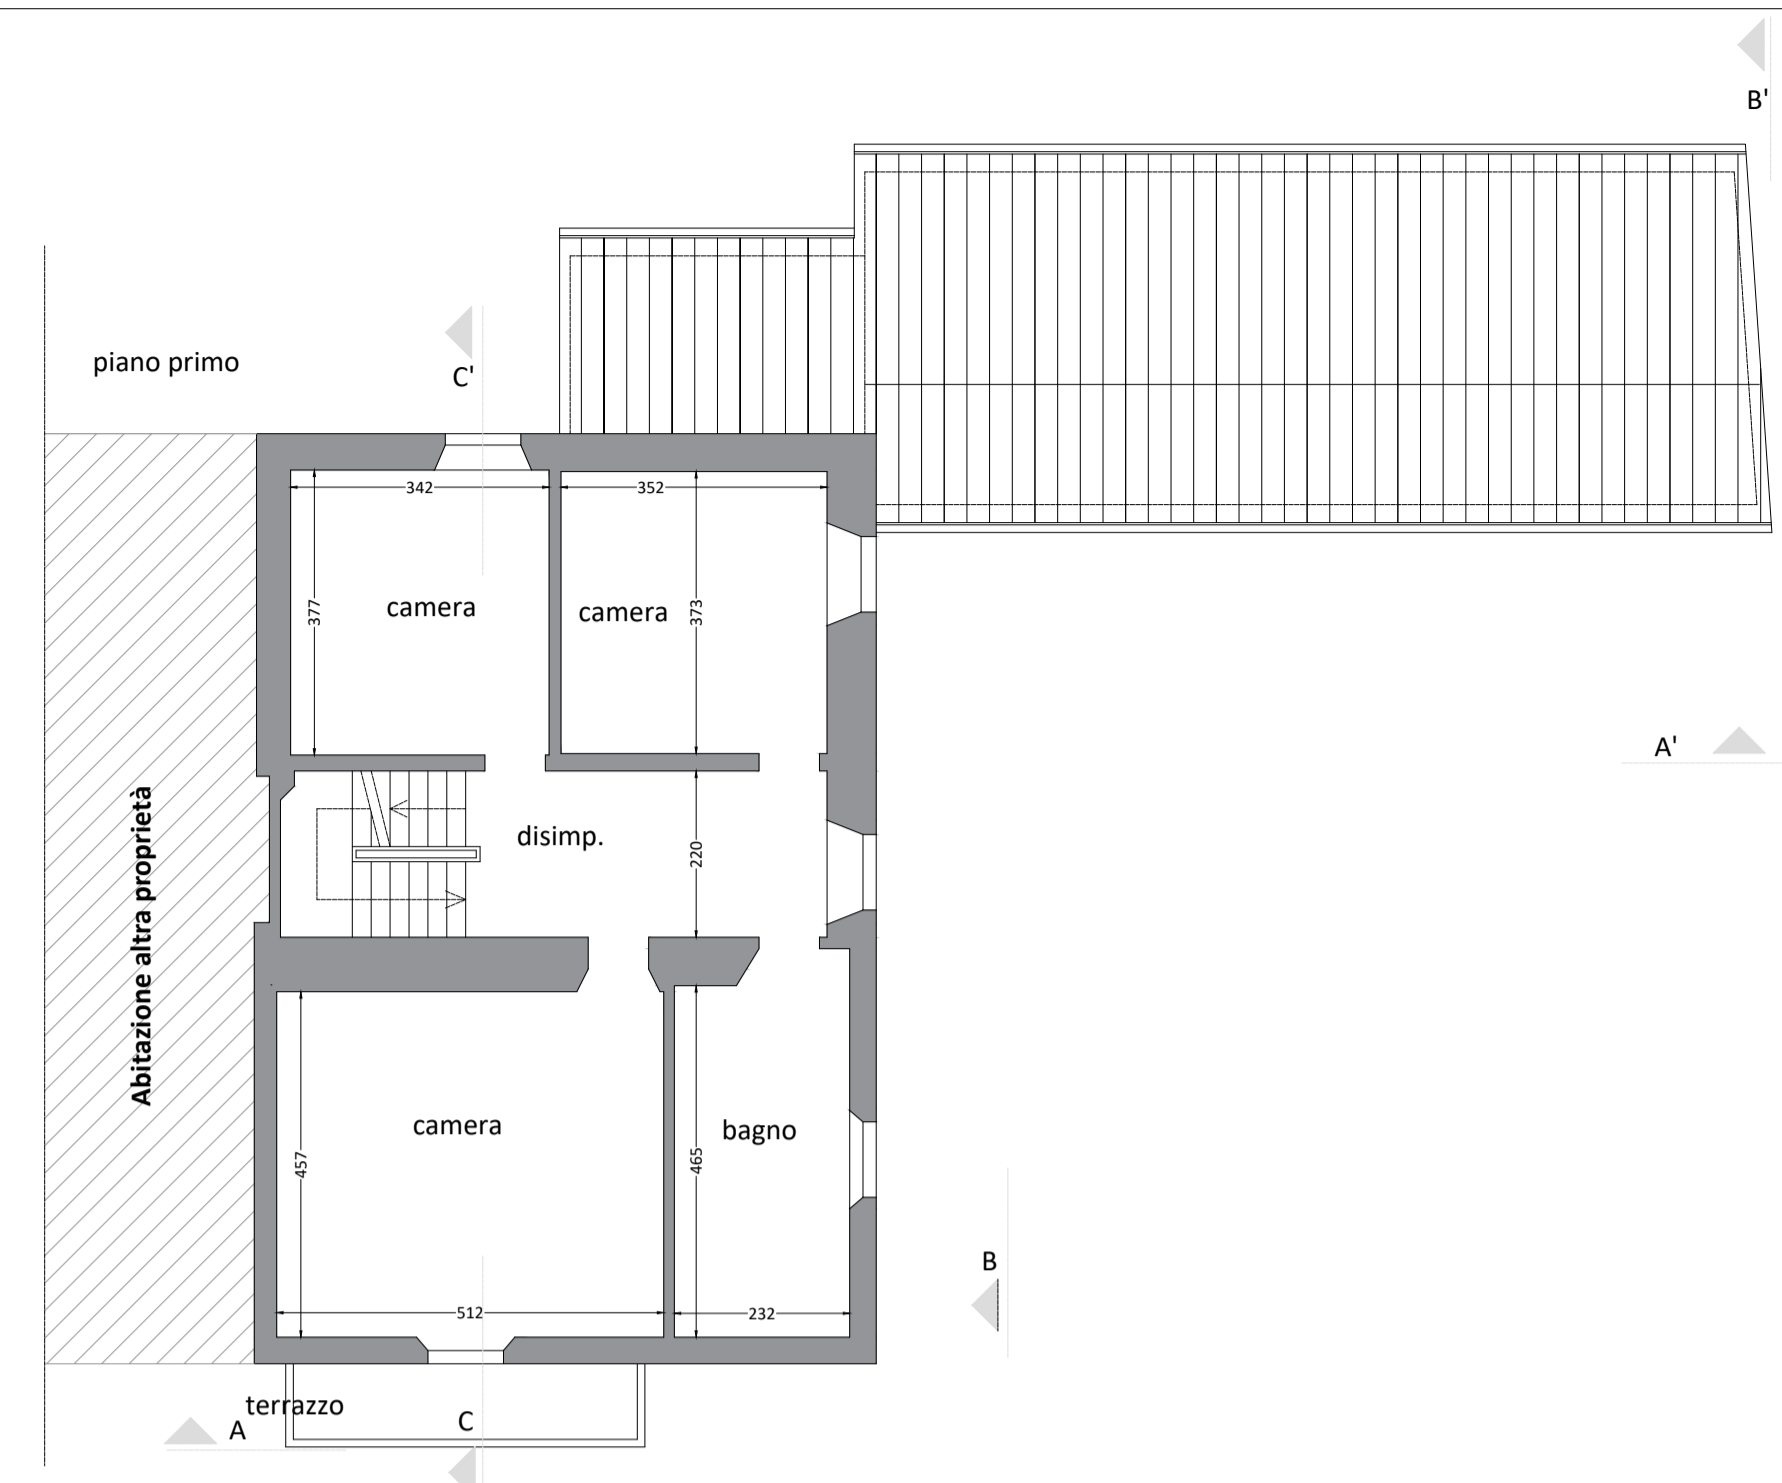 B'
piano primo
C'
342
352
377
camera
camera
373
A'
disimp.
220
Abitazione altra proprietà
camera
bagno
457
465
B
512
232
terrazzo
A
C